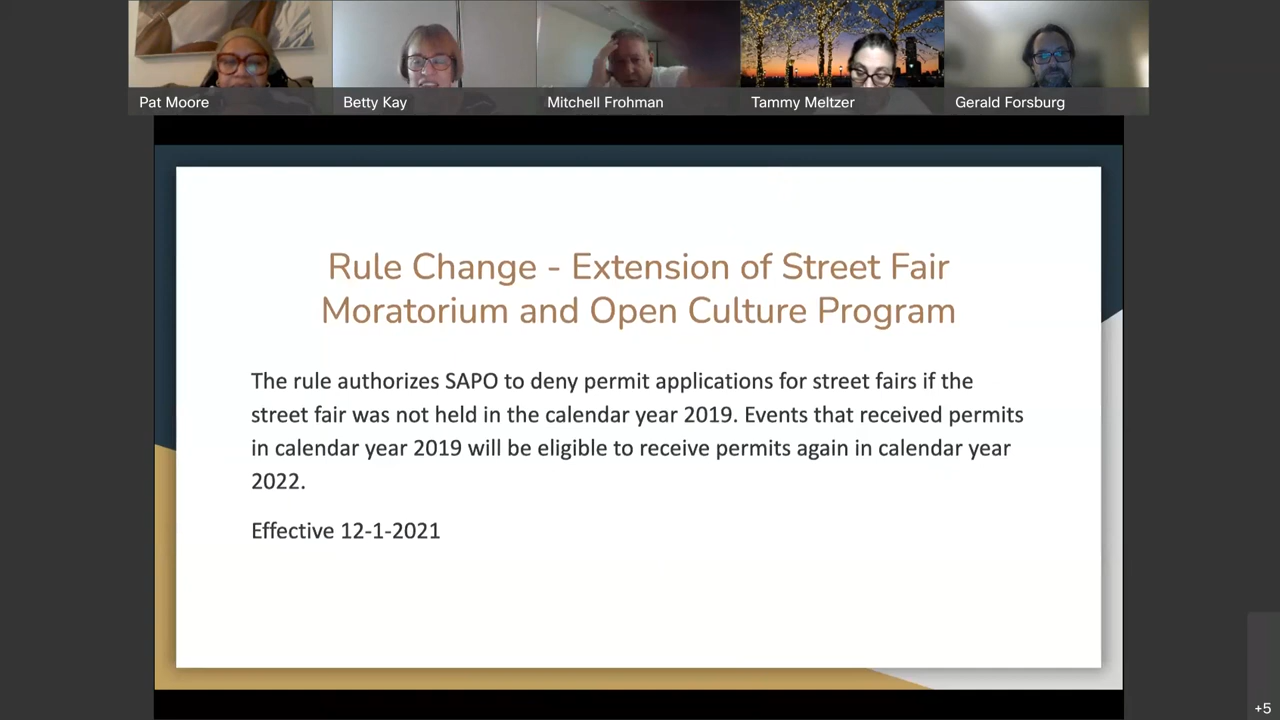 Pat Moore
Betty Kay
Mitchell Frohman
Tammy Meltzer
Gerald Forsburg
Rule Change - Extension of Street Fair
Moratorium and Open Culture Program
The rule authorizes SAPO to deny permit applications for street fairs if the
street fair was not held in the calendar year 2019. Events that received permits
in calendar year 2019 will be eligible to receive permits again in calendar year
2022.
Effective 12-1-2021
+5